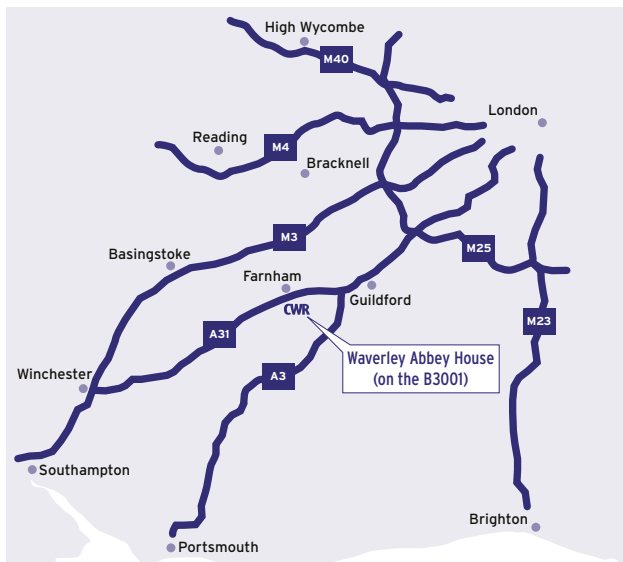 High Wycombe
M40
London
Reading
M4
Bracknell
M3
M25
Basingstoke
Farnham
Guildford
CWR
A31
M23
Waverley Abbey House
(on the B3001)
Winchester
A3
Southampton
Brighton
Portsmouth